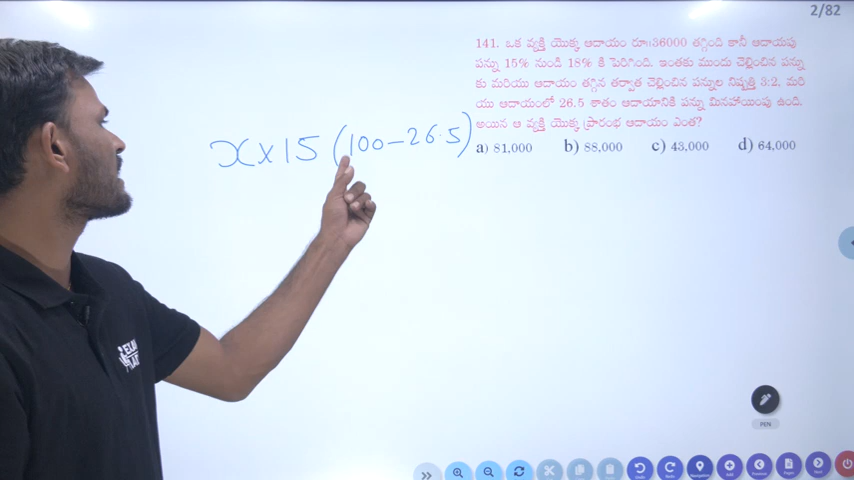 2/82
141. ఒక వ్యక్తి యొక్క ఆదాయం రూ॥36000 తగ్గింది కానీ ఆదాయపు
పన్ను 15% నుండి 18% కి పెరిగింది. ఇంతకు ముందు చెల్లించిన పన్ను
కు మరియు ఆదాయం తగ్గిన తర్వాత చెల్లించిన పన్నుల నిష్పత్తి 3:2, మరి
యు ఆదాయంలో 26.5 శాతం ఆదాయానికి పన్ను మినహాయింపు ఉంది.
అయిన ఆ వ్యక్తి యొక్క ప్రారంభ ఆదాయం ఎంత?
x×15 (100-26.5)
a) 81,000 b) 88,000 c) 43,000 d) 64,000
PEN